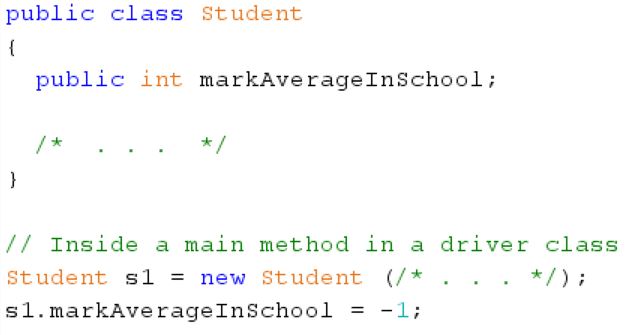 public class Student
{
public int markAverageInSchool;
/* . . . */
}
// Inside a main method in a driver class
Student s1 = new Student (/* . . . */);
s1.markAverageInSchool = -1;